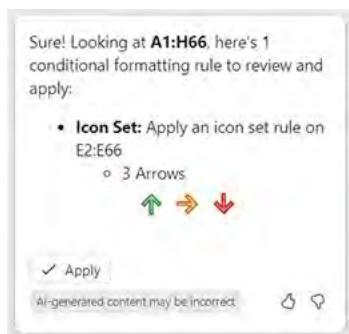 Sure! Looking at A1:H66, here's 1
conditional formatting rule to review and
apply:
• Icon Set: Apply an icon set rule on
E2:E66
○ 3 Arrows
✓ Apply
AI-generated content may be incorrect